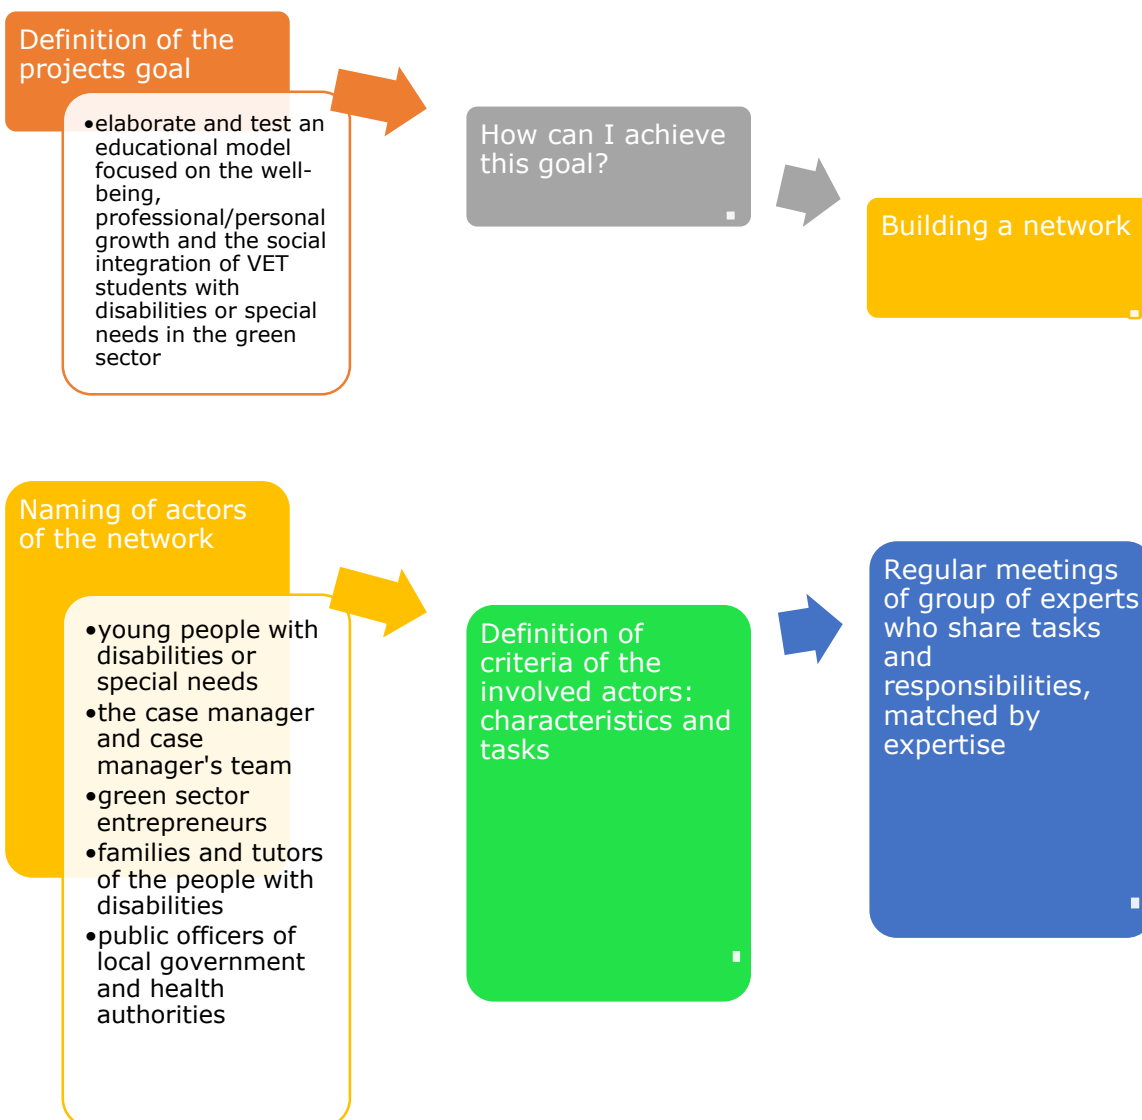 Definition of the
projects goal
•elaborate and test an
educational model
focused on the well-
being,
professional/personal
growth and the social
integration of VET
students with
disabilities or special
needs in the green
sector
How can I achieve
this goal?
Building a network
Naming of actors
of the network
•young people with
disabilities or
special needs
•the case manager
and case
manager's team
•green sector
entrepreneurs
•families and tutors
of the people with
disabilities
•public officers of
local government
and health
authorities
Definition of
criteria of the
involved actors:
characteristics and
tasks
Regular meetings
of group of experts
who share tasks
and
responsibilities,
matched by
expertise